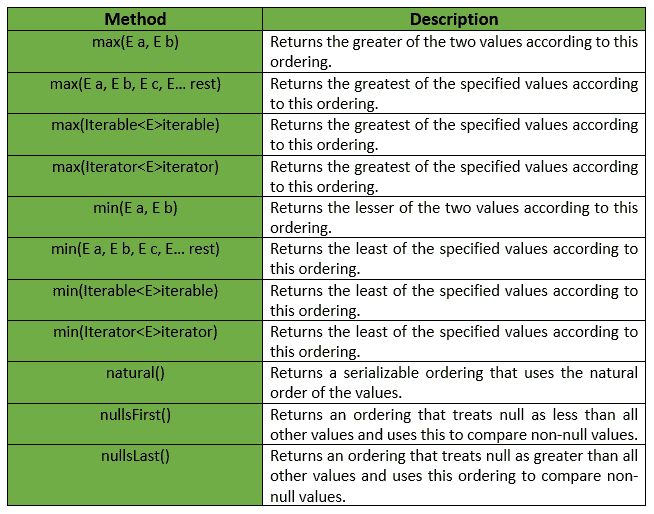 Method Description
max(E a, E b) Returns the greater of the two values according to this
ordering.
max(E a, E b, E c, E... rest) Returns the greatest of the specified values according
to this ordering.
max(Iterable<E>iterable) Returns the greatest of the specified values according
to this ordering.
max(Iterator<E>iterator) Returns the greatest of the specified values according
to this ordering.
min(E a, E b) Returns the lesser of the two values according to this
ordering.
min(E a, E b, E c, E... rest) Returns the least of the specified values according to
this ordering.
min(Iterable<E>iterable) Returns the least of the specified values according to
this ordering.
min(Iterator<E>iterator) Returns the least of the specified values according to
this ordering.
natural() Returns a serializable ordering that uses the natural
order of the values.
nullsFirst() Returns an ordering that treats null as less than all
other values and uses this to compare non-null values.
nullsLast() Returns an ordering that treats null as greater than all
other values and uses this ordering to compare non-
null values.